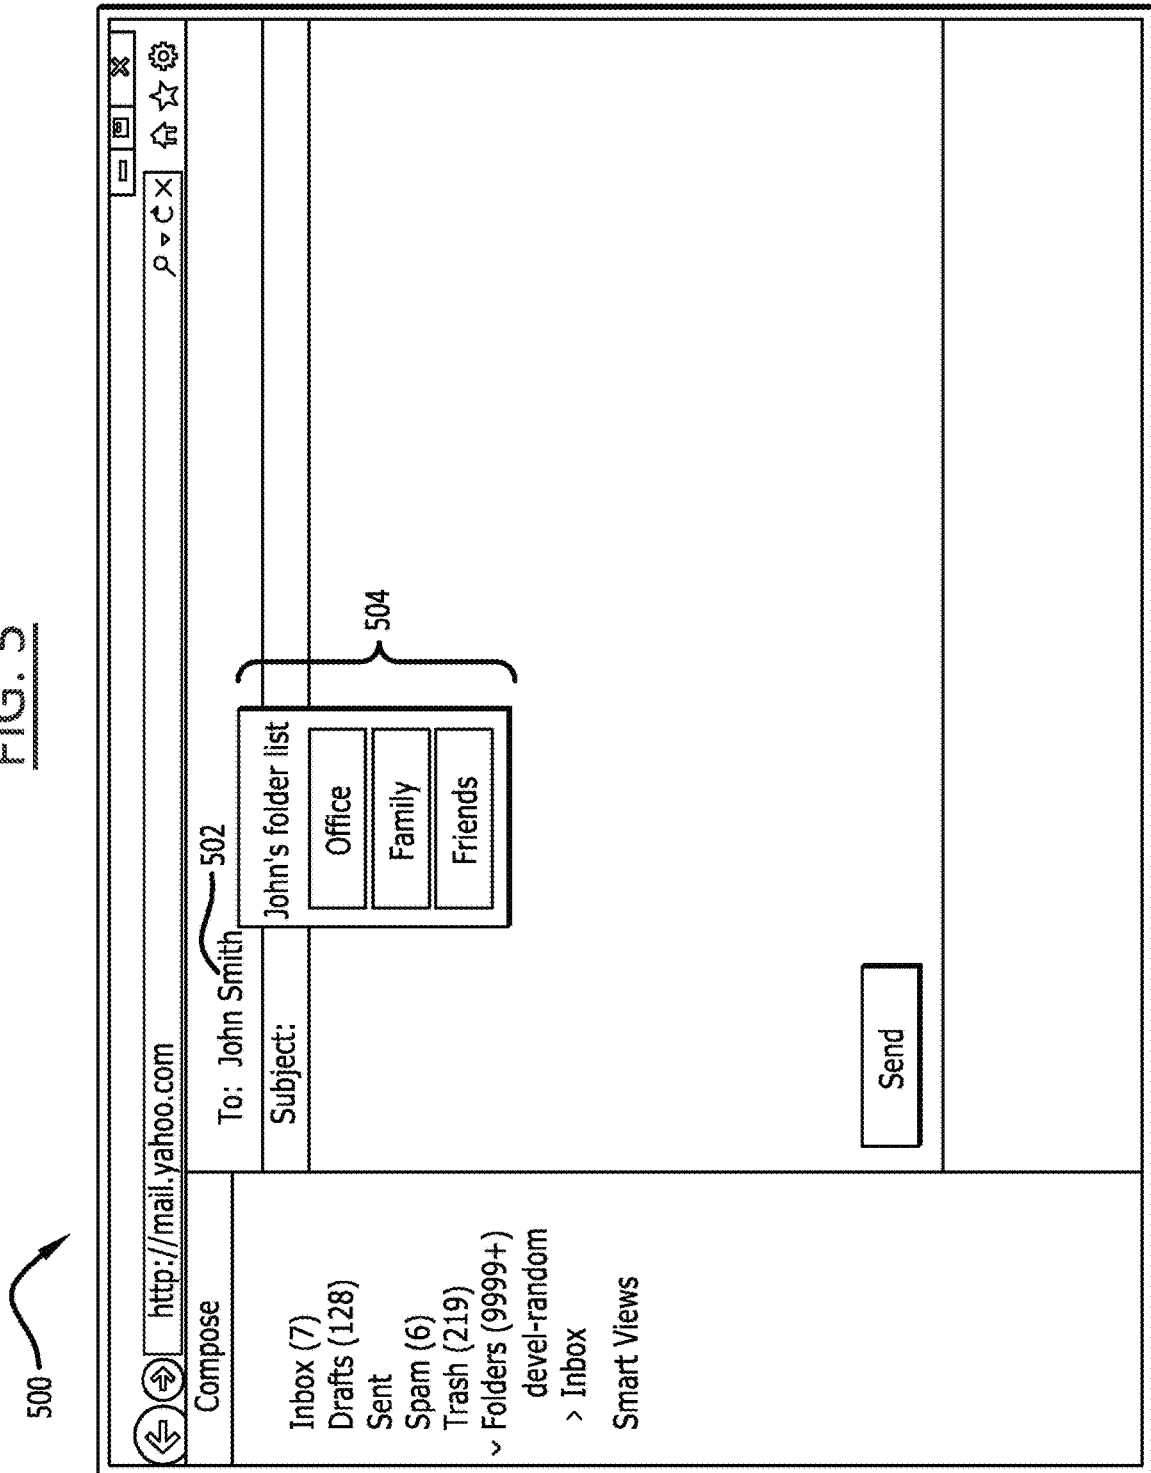 FIG. 5
500
http://mail.yahoo.com
Compose
To: John Smith
502
Subject:
John's folder list
Office
Family
Friends
504
Inbox (7)
Drafts (128)
Sent
Spam (6)
Trash (219)
Folders (9999+)
devel-random
> Inbox
Smart Views
Send